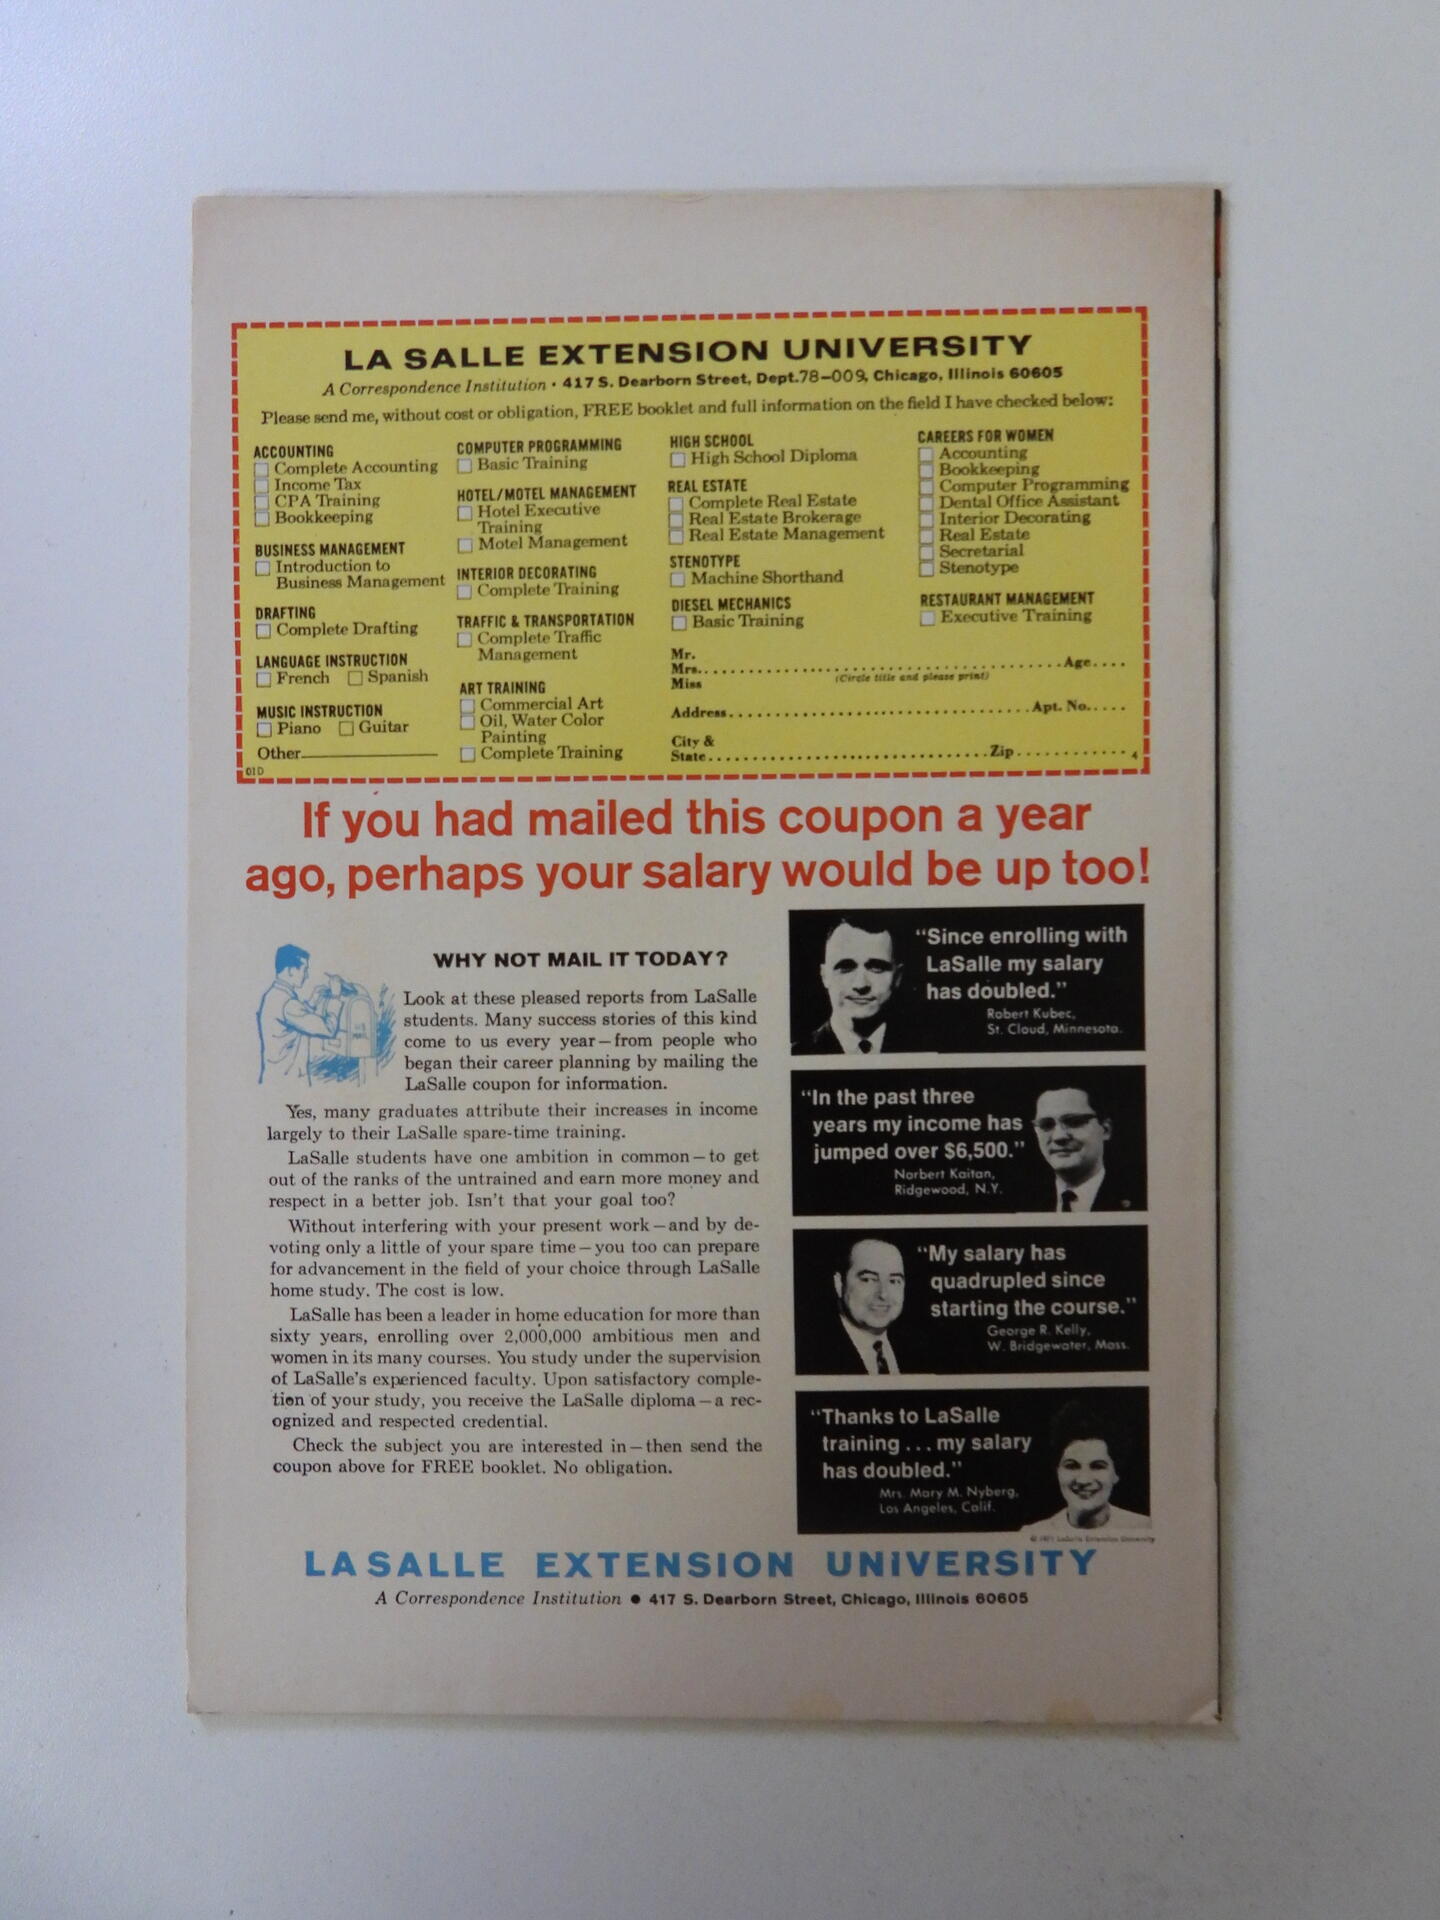 LA SALLE EXTENSION UNIVERSITY
A Correspondence Institution • 417 S. Dearborn Street, Dept. 78-009, Chicago, Illinois 60605
Please send me, without cost or obligation, FREE booklet and full information on the field I have checked below:
ACCOUNTING
Complete Accounting
Income Tax
CPA Training
Bookkeeping
BUSINESS MANAGEMENT
Introduction to
Business Management
DRAFTING
Complete Drafting
LANGUAGE INSTRUCTION
French Spanish
MUSIC INSTRUCTION
Piano Guitar
Other
01D
COMPUTER PROGRAMMING
Basic Training
HOTEL/MOTEL MANAGEMENT
Hotel Executive
Training
Motel Management
INTERIOR DECORATING
Complete Training
TRAFFIC & TRANSPORTATION
Complete Traffic
Management
ART TRAINING
Commercial Art
Oil, Water Color
Painting
Complete Training
HIGH SCHOOL
High School Diploma
REAL ESTATE
Complete Real Estate
Real Estate Brokerage
Real Estate Management
STENOTYPE
Machine Shorthand
DIESEL MECHANICS
Basic Training
CAREERS FOR WOMEN
Accounting
Bookkeeping
Computer Programming
Dental Office Assistant
Interior Decorating
Real Estate
Secretarial
Stenotype
RESTAURANT MANAGEMENT
Executive Training
Mr.
Mrs. Age
Miss (Circle title and please print)
Address Apt. No.
City &
State Zip 4
If you had mailed this coupon a year
ago, perhaps your salary would be up too!
WHY NOT MAIL IT TODAY?
Look at these pleased reports from LaSalle
students. Many success stories of this kind
come to us every year—from people who
began their career planning by mailing the
LaSalle coupon for information.
Yes, many graduates attribute their increases in income
largely to their LaSalle spare-time training.
LaSalle students have one ambition in common—to get
out of the ranks of the untrained and earn more money and
respect in a better job. Isn't that your goal too?
Without interfering with your present work—and by de-
voting only a little of your spare time—you too can prepare
for advancement in the field of your choice through LaSalle
home study. The cost is low.
LaSalle has been a leader in home education for more than
sixty years, enrolling over 2,000,000 ambitious men and
women in its many courses. You study under the supervision
of LaSalle's experienced faculty. Upon satisfactory comple-
tion of your study, you receive the LaSalle diploma—a rec-
ognized and respected credential.
Check the subject you are interested in—then send the
coupon above for FREE booklet. No obligation.
"Since enrolling with
LaSalle my salary
has doubled."
Robert Kubec,
St. Cloud, Minnesota.
"In the past three
years my income has
jumped over $6,500."
Norbert Kaitan,
Ridgewood, N.Y.
"My salary has
quadrupled since
starting the course."
George R. Kelly,
W. Bridgewater, Mass.
"Thanks to LaSalle
training . . . my salary
has doubled."
Mrs. Mary M. Nyberg,
Los Angeles, Calif.
© 1971 LaSalle Extension University
LASALLE EXTENSION UNIVERSITY
A Correspondence Institution • 417 S. Dearborn Street, Chicago, Illinois 60605